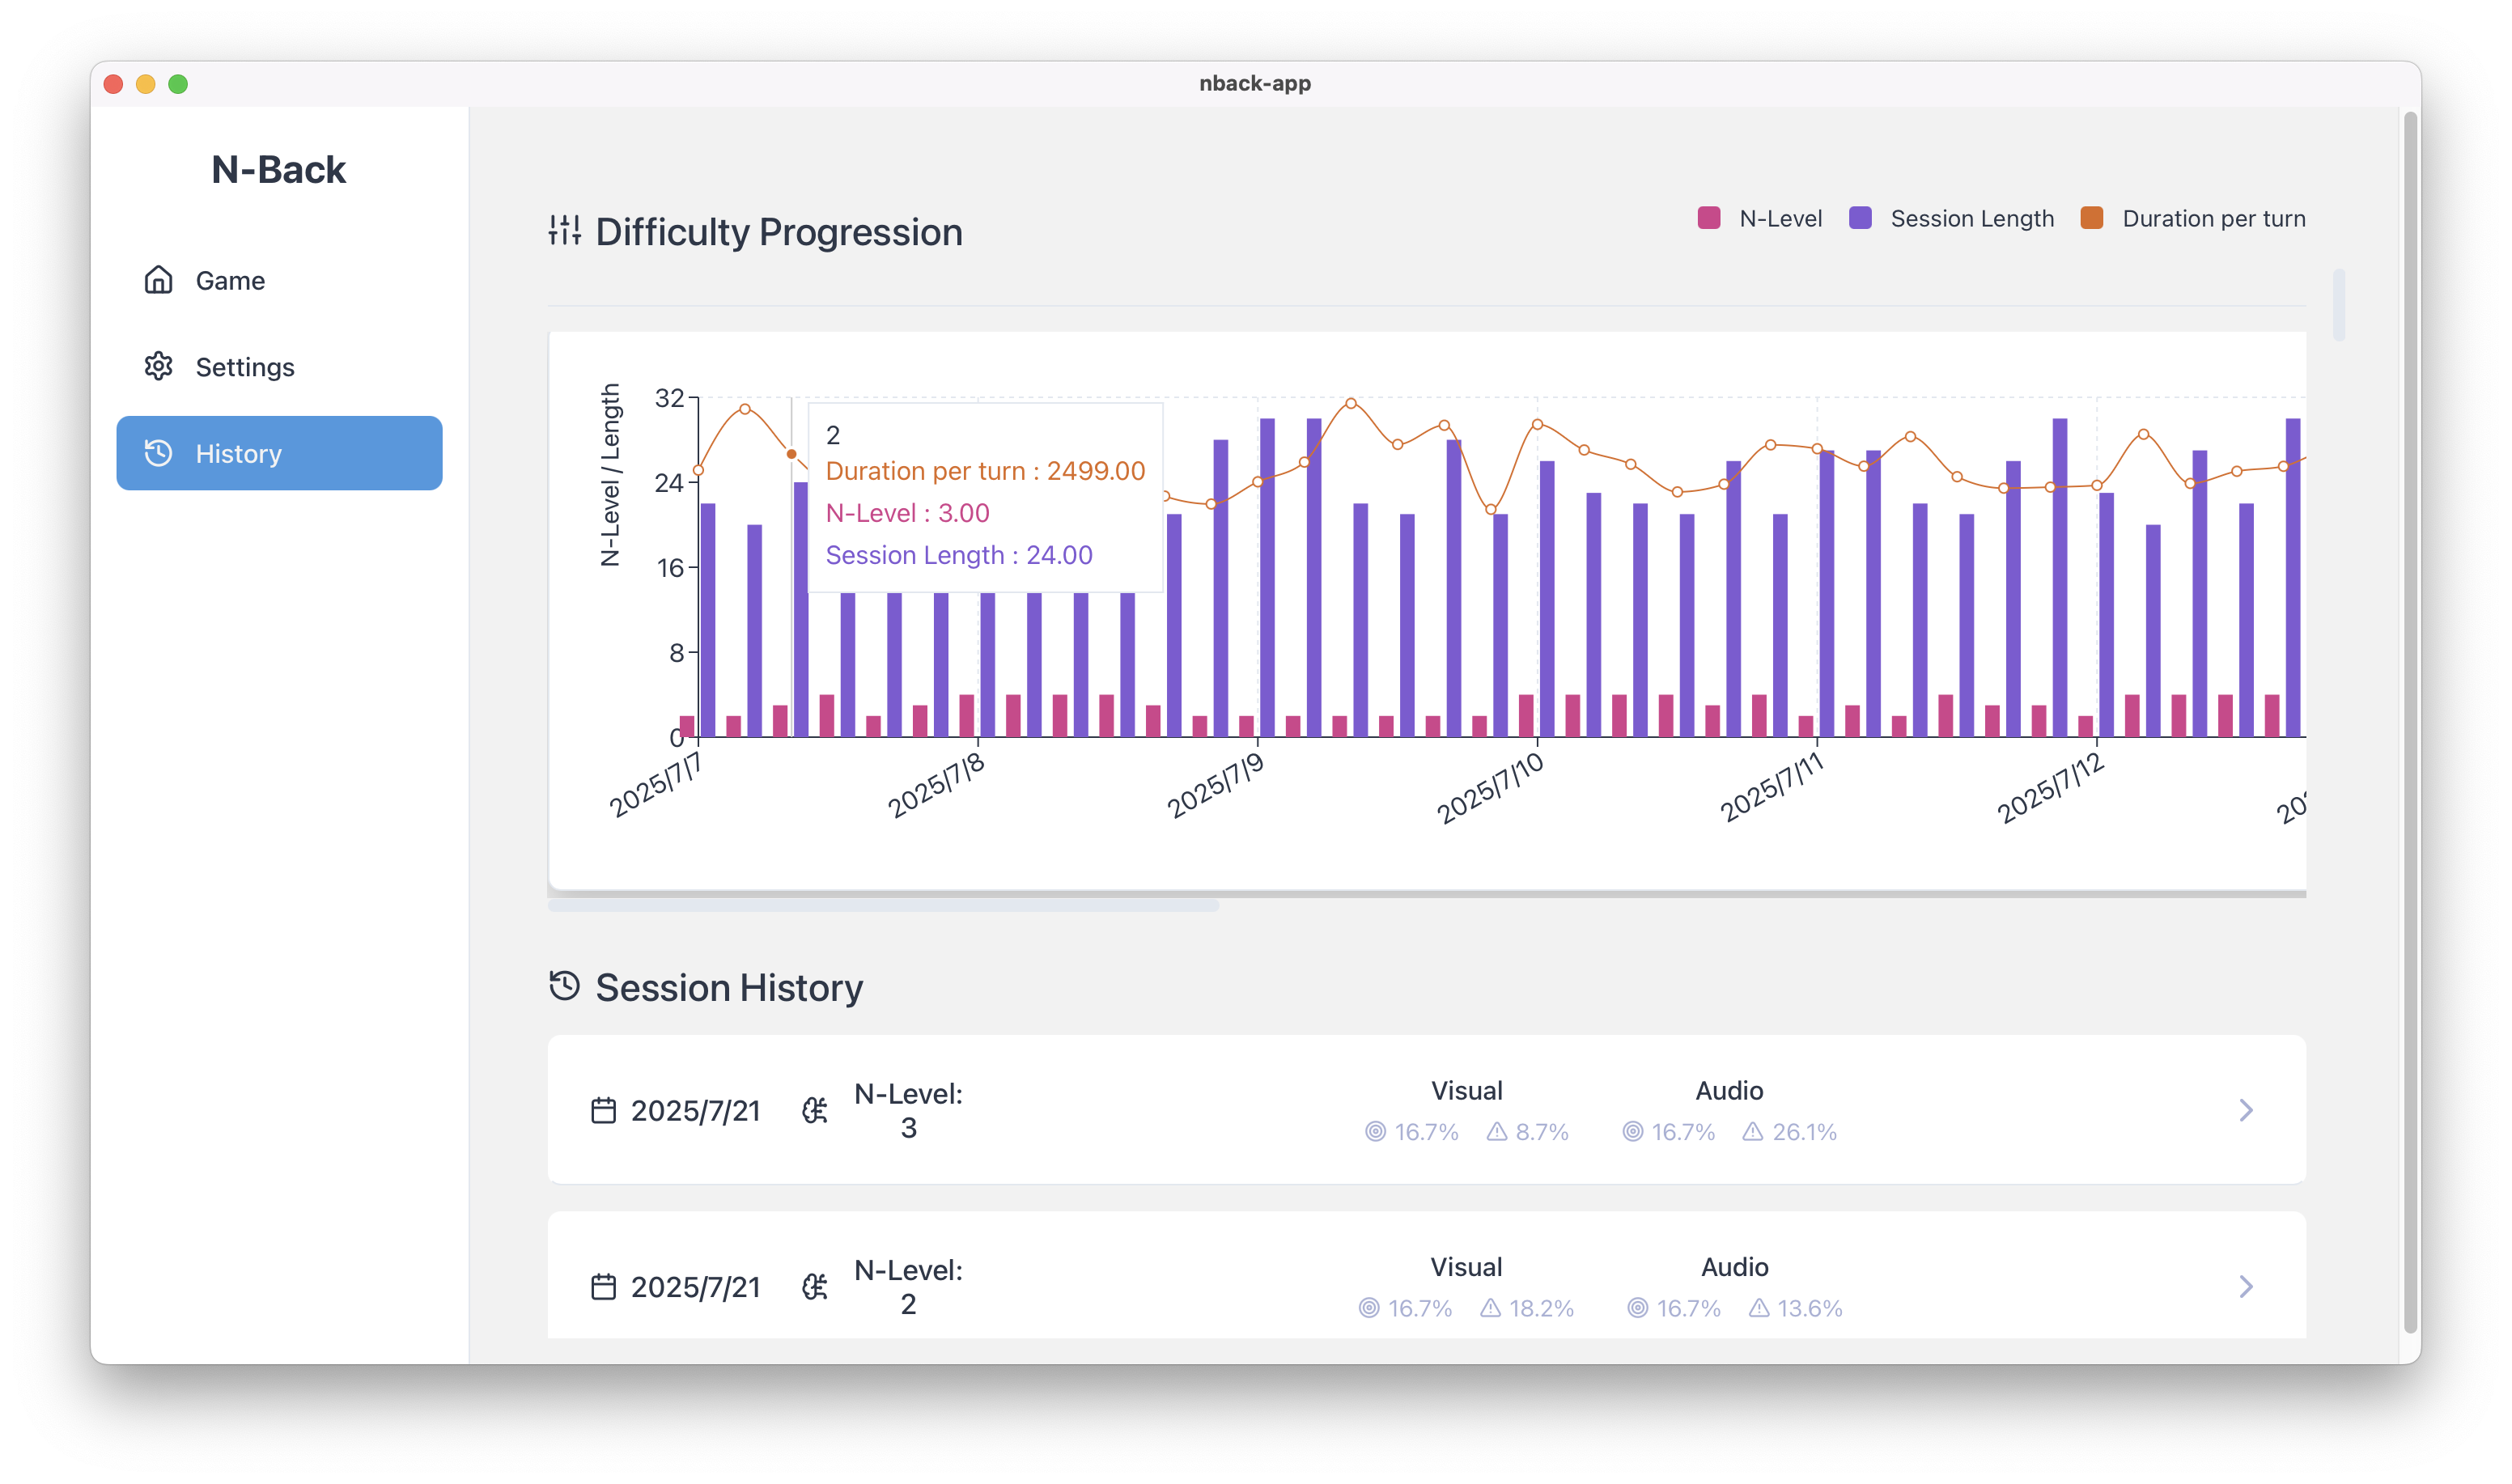 nback-app
N-Back
Game
Settings
History
Difficulty Progression
N-Level
Session Length
Duration per turn
N-Level / Length
32
24
16
8
0
2
Duration per turn : 2499.00
N-Level : 3.00
Session Length : 24.00
2025/7/7
2025/7/8
2025/7/9
2025/7/10
2025/7/11
2025/7/12
Session History
2025/7/21
N-Level:
3
Visual
16.7% 8.7%
Audio
16.7% 26.1%
2025/7/21
N-Level:
2
Visual
16.7% 18.2%
Audio
16.7% 13.6%